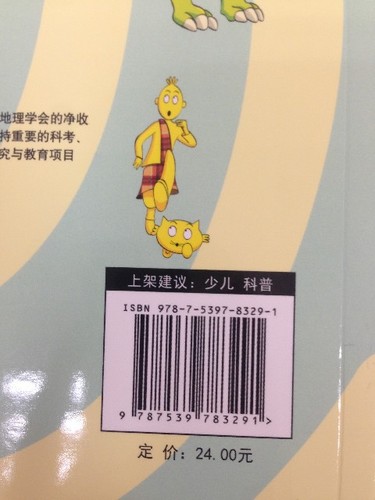 地理学会的净收
持重要的科考、
究与教育项目
上架建议：少儿 科普
ISBN 978-7-5397-8329-1
9 787539 783291 >
定 价：24.00元